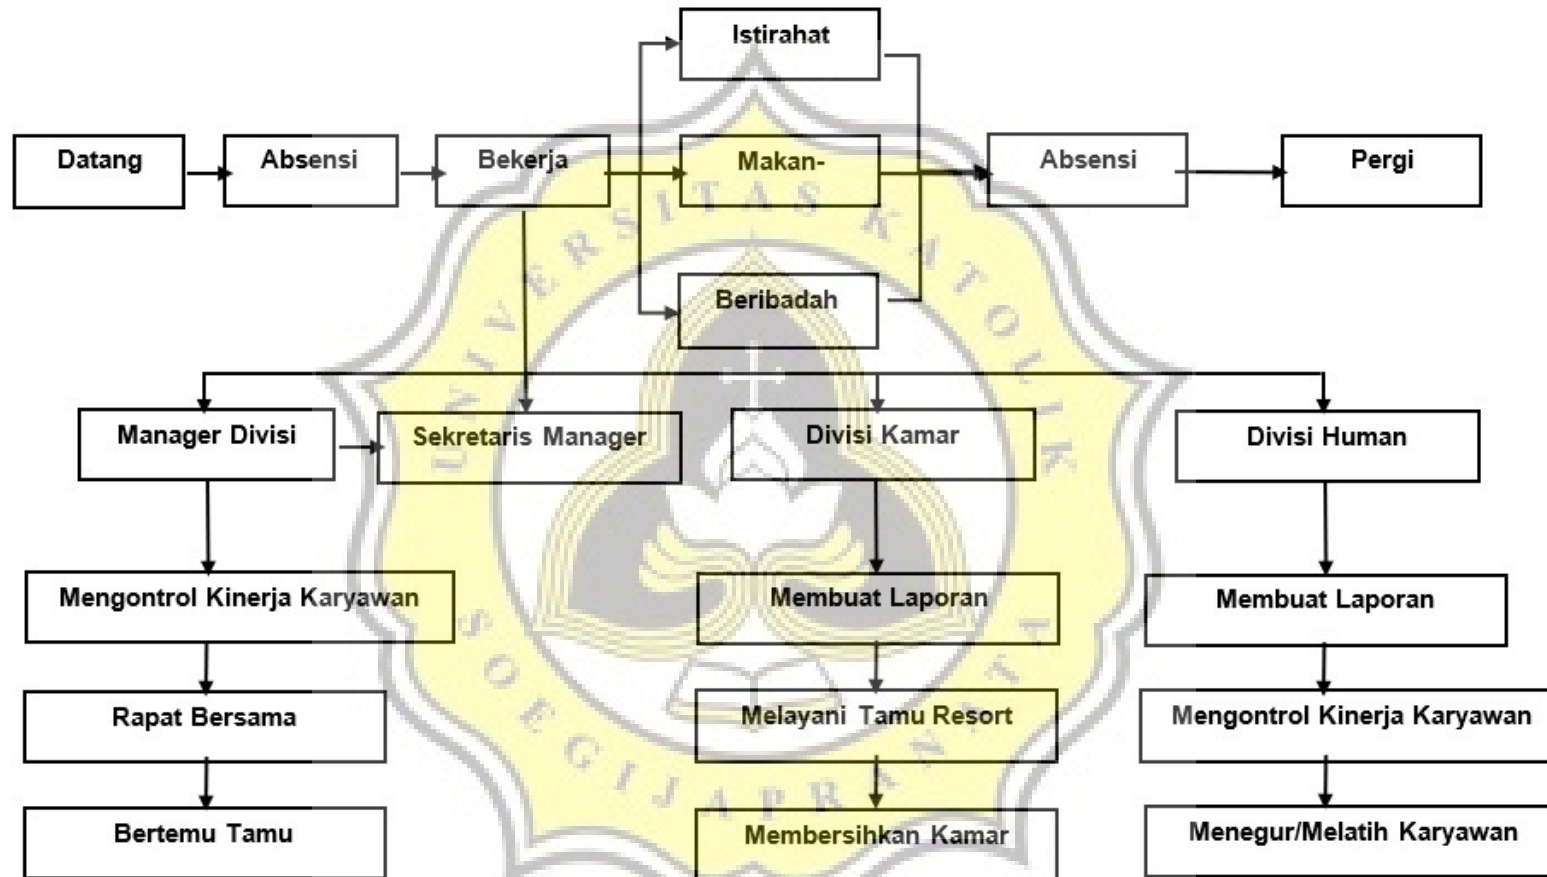 Istirahat
Datang
Absensi
Bekerja
Makan-
Absensi
Pergi
Beribadah
Manager Divisi
Sekretaris Manager
Divisi Kamar
Divisi Human
Mengontrol Kinerja Karyawan
Membuat Laporan
Membuat Laporan
Rapat Bersama
Melayani Tamu Resort
Mengontrol Kinerja Karyawan
Bertemu Tamu
Membersihkan Kamar
Menegur/Melatih Karyawan
UNIVERSITAS KATOLIK
SOEGIJAPRANATA